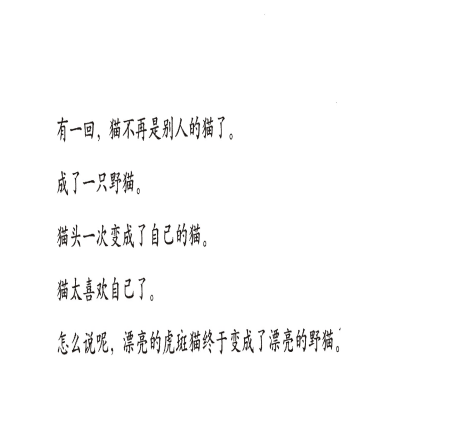 有一回，猫不再是别人的猫了。
成了一只野猫。
猫头一次变成了自己的猫。
猫太喜欢自己了。
怎么说呢，漂亮的虎斑猫终于变成了漂亮的野猫。